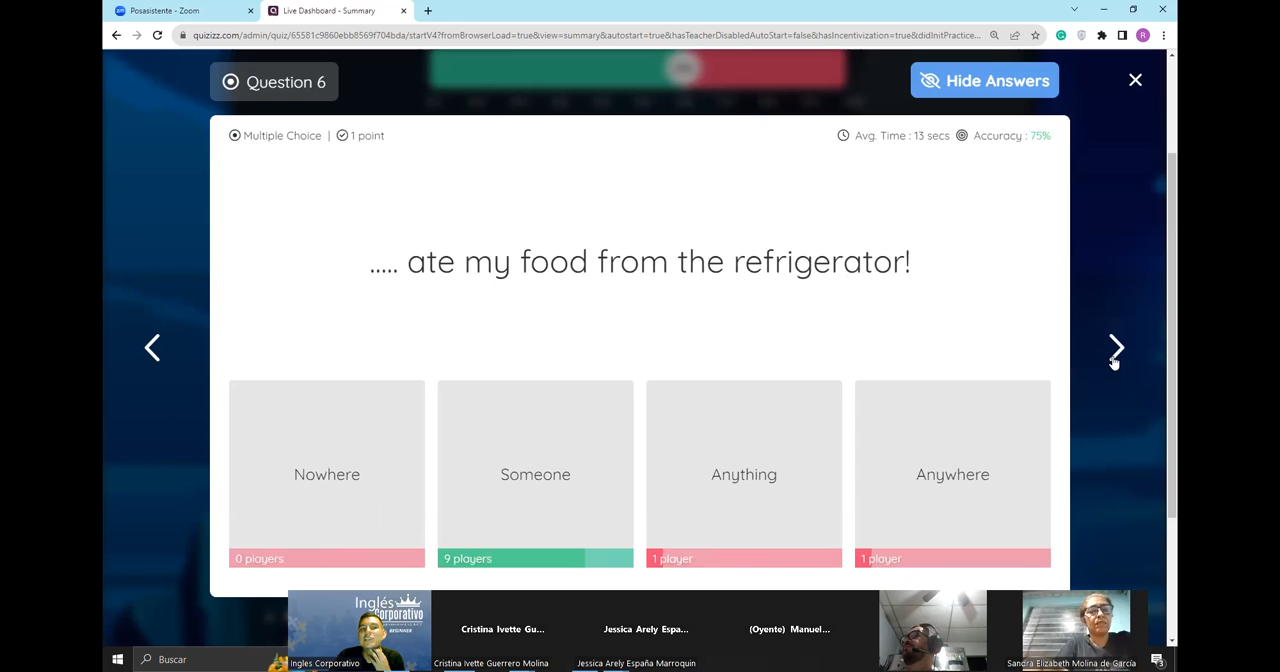 Posasistente - Zoom
Live Dashboard - Summary
quizizz.com/admin/quiz/65581c9860ebb8569f704bda/startV4?fromBrowserLoad=true&view=summary&autostart=true&hasTeacherDisabledAutoStart=false&hasIncentivization=true&didInitPractice...
R
Question 6
Hide Answers
Multiple Choice | 1 point
Avg. Time : 13 secs Accuracy : 75%
..... ate my food from the refrigerator!
Nowhere
Someone
Anything
Anywhere
0 players
9 players
1 player
1 player
Inglés
Corporativo
BEGINNER
Cristina Ivette Gu...
Jessica Arely Espa...
(Oyente) Manuel...
Ingles Corporativo
Cristina Ivette Guerrero Molina
Jessica Arely España Marroquin
Sandra Elizabeth Molina de García
Buscar
3